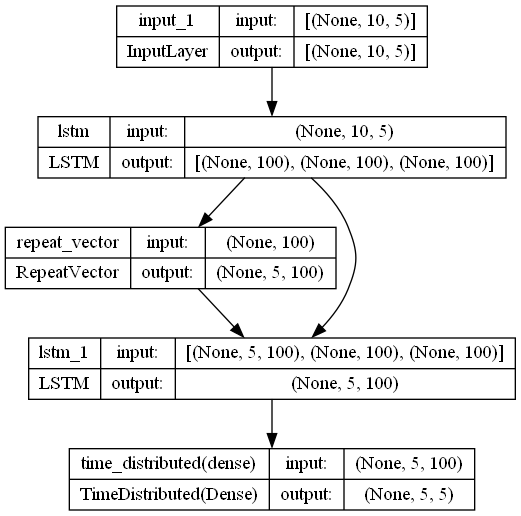 input_1 input: [(None, 10, 5)]
InputLayer output: [(None, 10, 5)]
lstm input: (None, 10, 5)
LSTM output: [(None, 100), (None, 100), (None, 100)]
repeat_vector input: (None, 100)
RepeatVector output: (None, 5, 100)
lstm_1 input: [(None, 5, 100), (None, 100), (None, 100)]
LSTM output: (None, 5, 100)
time_distributed(dense) input: (None, 5, 100)
TimeDistributed(Dense) output: (None, 5, 5)